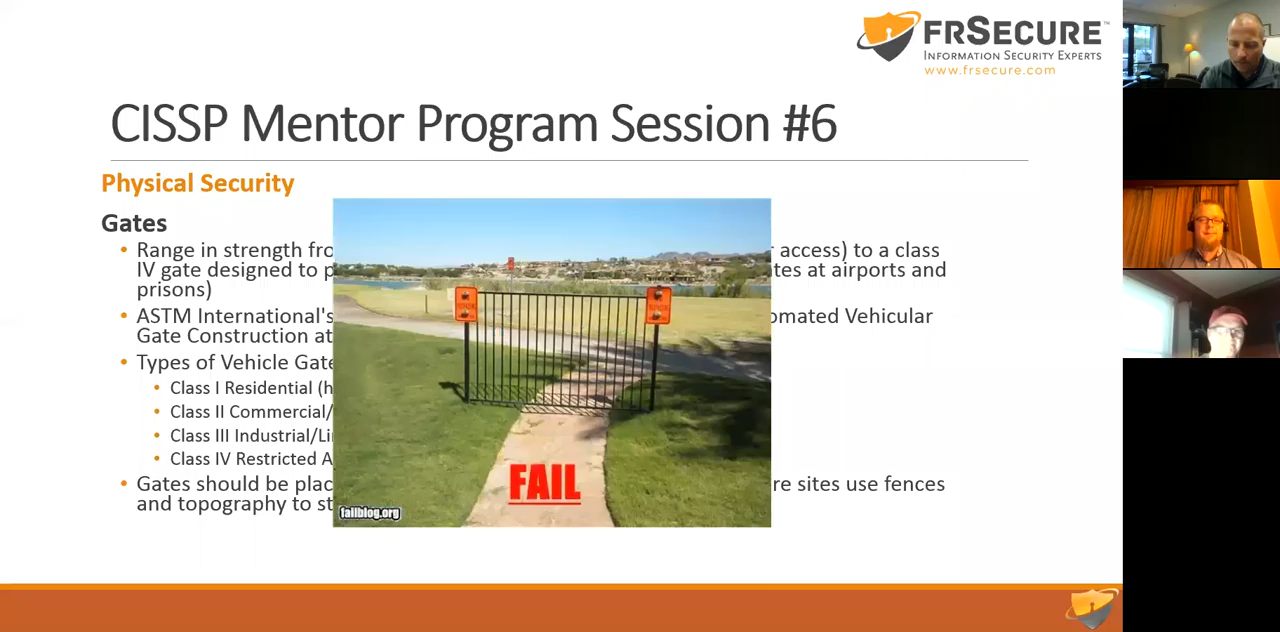 FRSECURE™
INFORMATION SECURITY EXPERTS
www.frsecure.com
CISSP Mentor Program Session #6
Physical Security
Gates
• Range in strength access) to a class
IV gate designed to ates at airports and
prisons)
• ASTM International's omated Vehicular
Gate Construction at
• Types of Vehicle Gate
• Class I Residential (h
• Class II Commercial/
• Class III Industrial/Li
• Class IV Restricted A
• Gates should be plac re sites use fences
and topography to st
FAIL
failblog.org